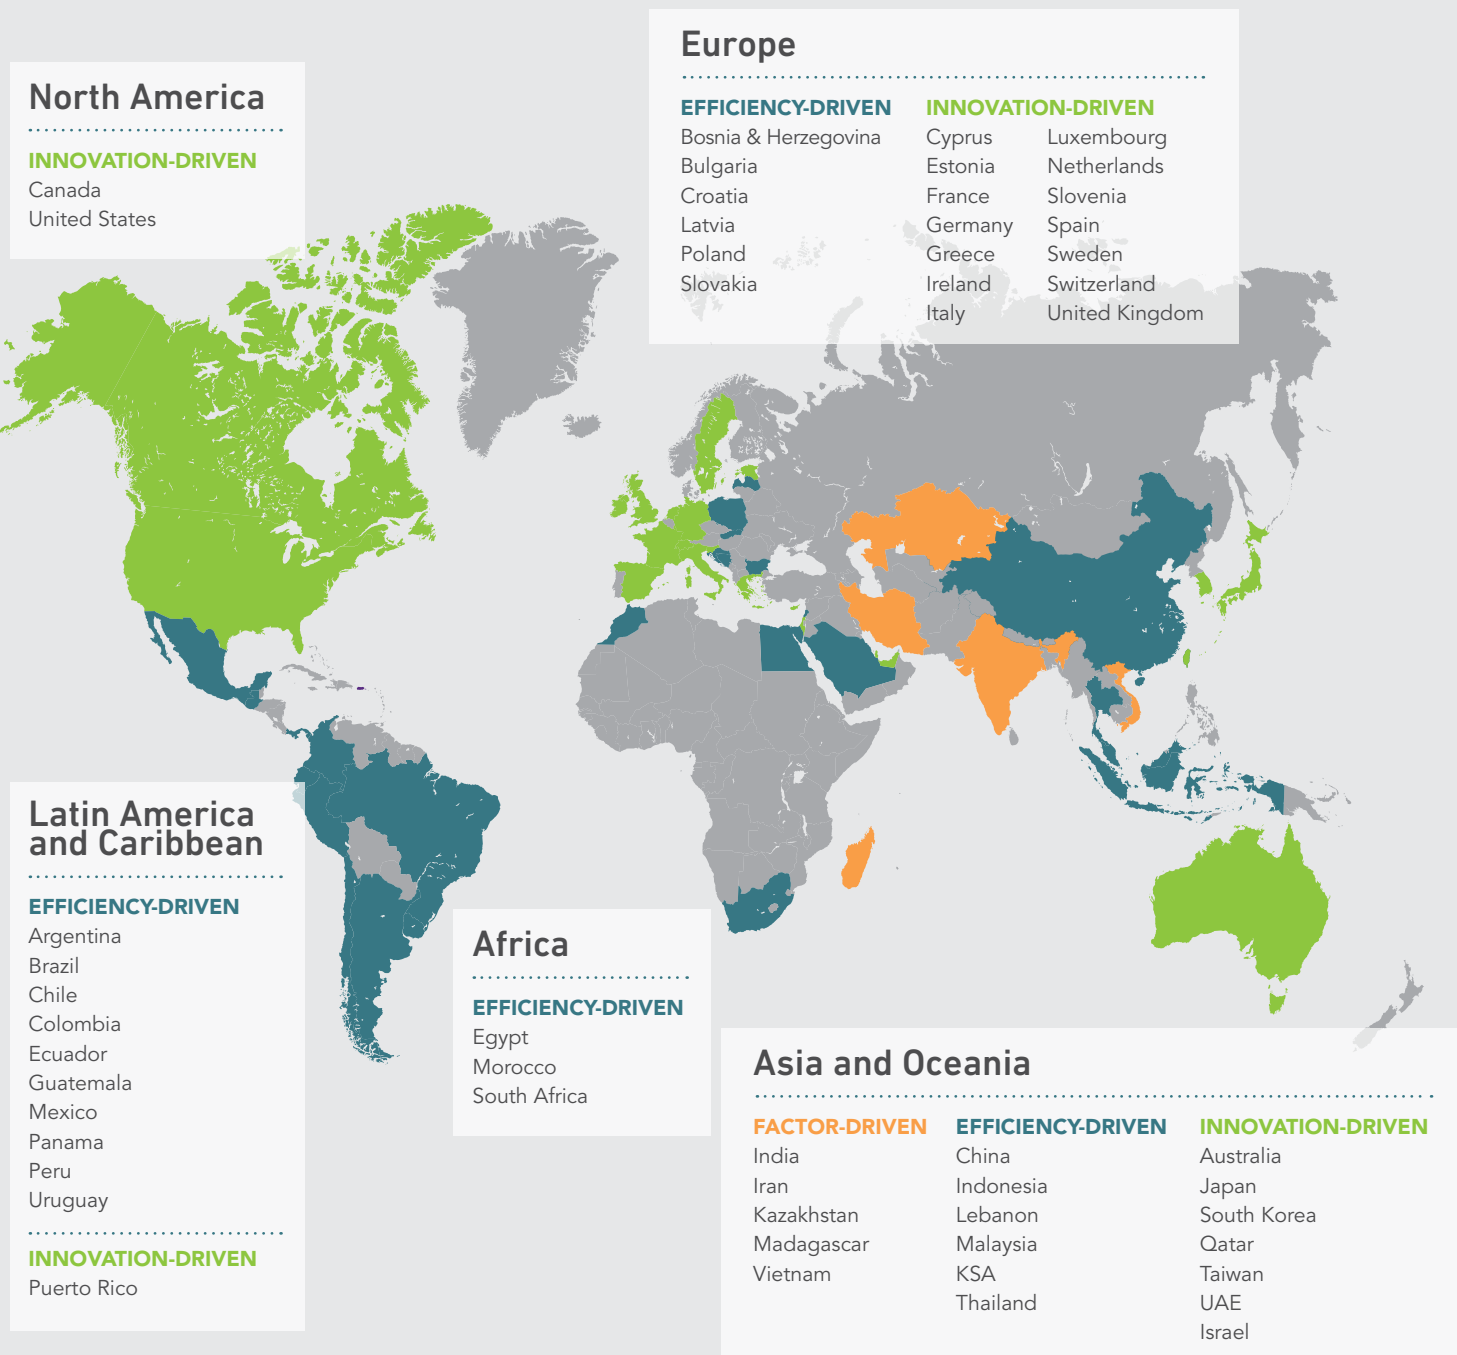 North America
INNOVATION-DRIVEN
Canada
United States
Europe
EFFICIENCY-DRIVEN
Bosnia & Herzegovina
Bulgaria
Croatia
Latvia
Poland
Slovakia
INNOVATION-DRIVEN
Cyprus
Estonia
France
Germany
Greece
Ireland
Italy
Luxembourg
Netherlands
Slovenia
Spain
Sweden
Switzerland
United Kingdom
Latin America
and Caribbean
EFFICIENCY-DRIVEN
Argentina
Brazil
Chile
Colombia
Ecuador
Guatemala
Mexico
Panama
Peru
Uruguay
INNOVATION-DRIVEN
Puerto Rico
Africa
EFFICIENCY-DRIVEN
Egypt
Morocco
South Africa
Asia and Oceania
FACTOR-DRIVEN
India
Iran
Kazakhstan
Madagascar
Vietnam
EFFICIENCY-DRIVEN
China
Indonesia
Lebanon
Malaysia
KSA
Thailand
INNOVATION-DRIVEN
Australia
Japan
South Korea
Qatar
Taiwan
UAE
Israel